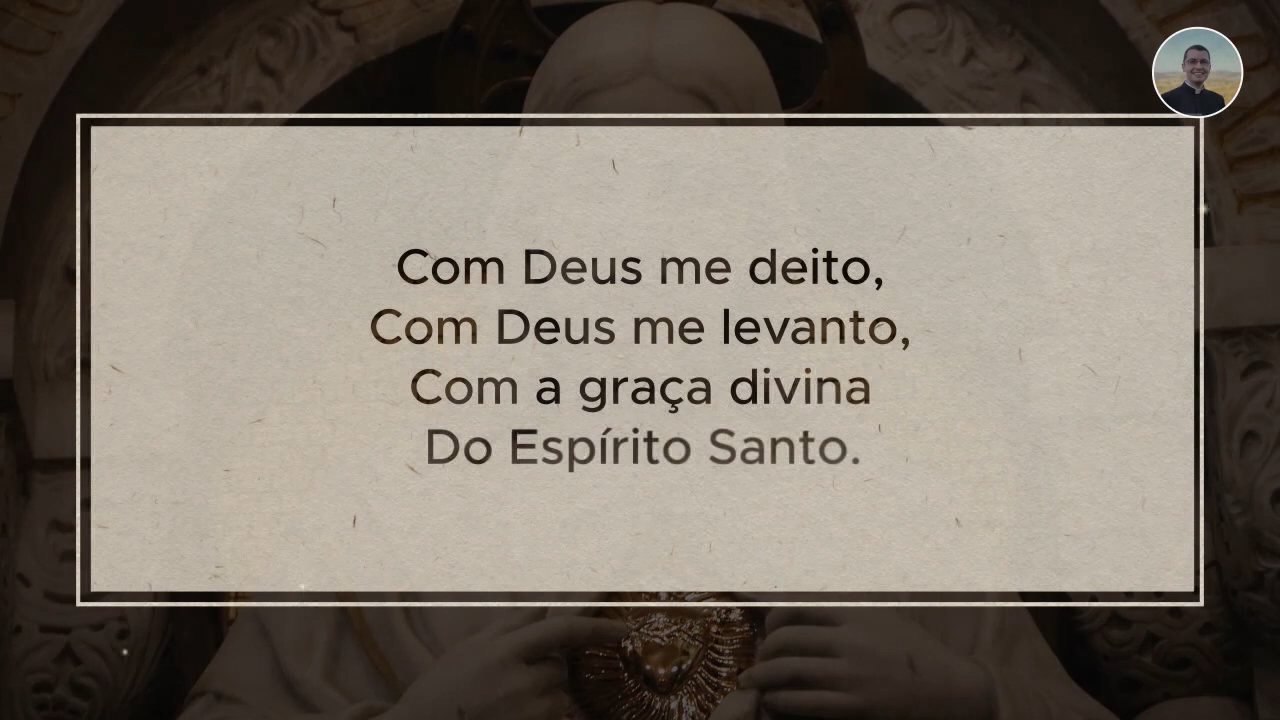 Com Deus me deito,
Com Deus me levanto,
Com a graça divina
Do Espírito Santo.